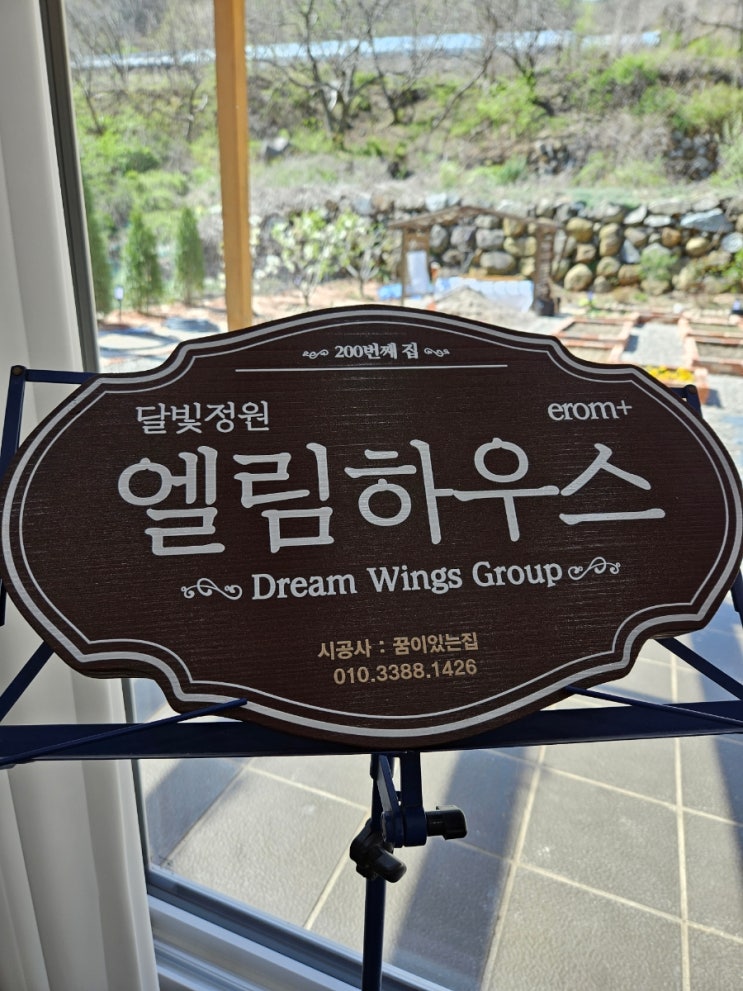 200번째 집
달빛정원 erom+
엘림하우스
Dream Wings Group
시공사 : 꿈이있는집
010.3388.1426